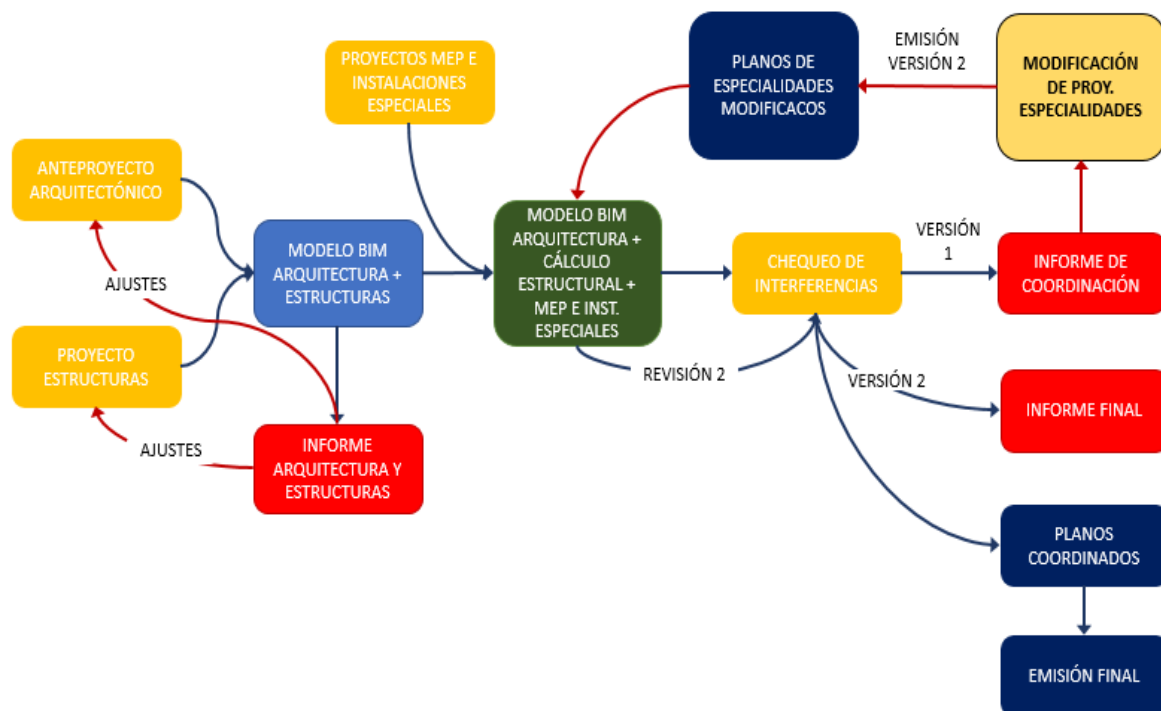 PROYECTOS MEP E
INSTALACIONES
ESPECIALES
PLANOS DE
ESPECIALIDADES
MODIFICACOS
EMISIÓN
VERSIÓN 2
MODIFICACIÓN
DE PROY.
ESPECIALIDADES
ANTEPROYECTO
ARQUITECTÓNICO
AJUSTES
PROYECTO
ESTRUCTURAS
MODELO BIM
ARQUITECTURA +
ESTRUCTURAS
MODELO BIM
ARQUITECTURA +
CÁLCULO
ESTRUCTURAL +
MEP E INST.
ESPECIALES
CHEQUEO DE
INTERFERENCIAS
VERSIÓN
1
INFORME DE
COORDINACIÓN
REVISIÓN 2
VERSIÓN 2
INFORME FINAL
AJUSTES
INFORME
ARQUITECTURA Y
ESTRUCTURAS
PLANOS
COORDINADOS
EMISIÓN FINAL